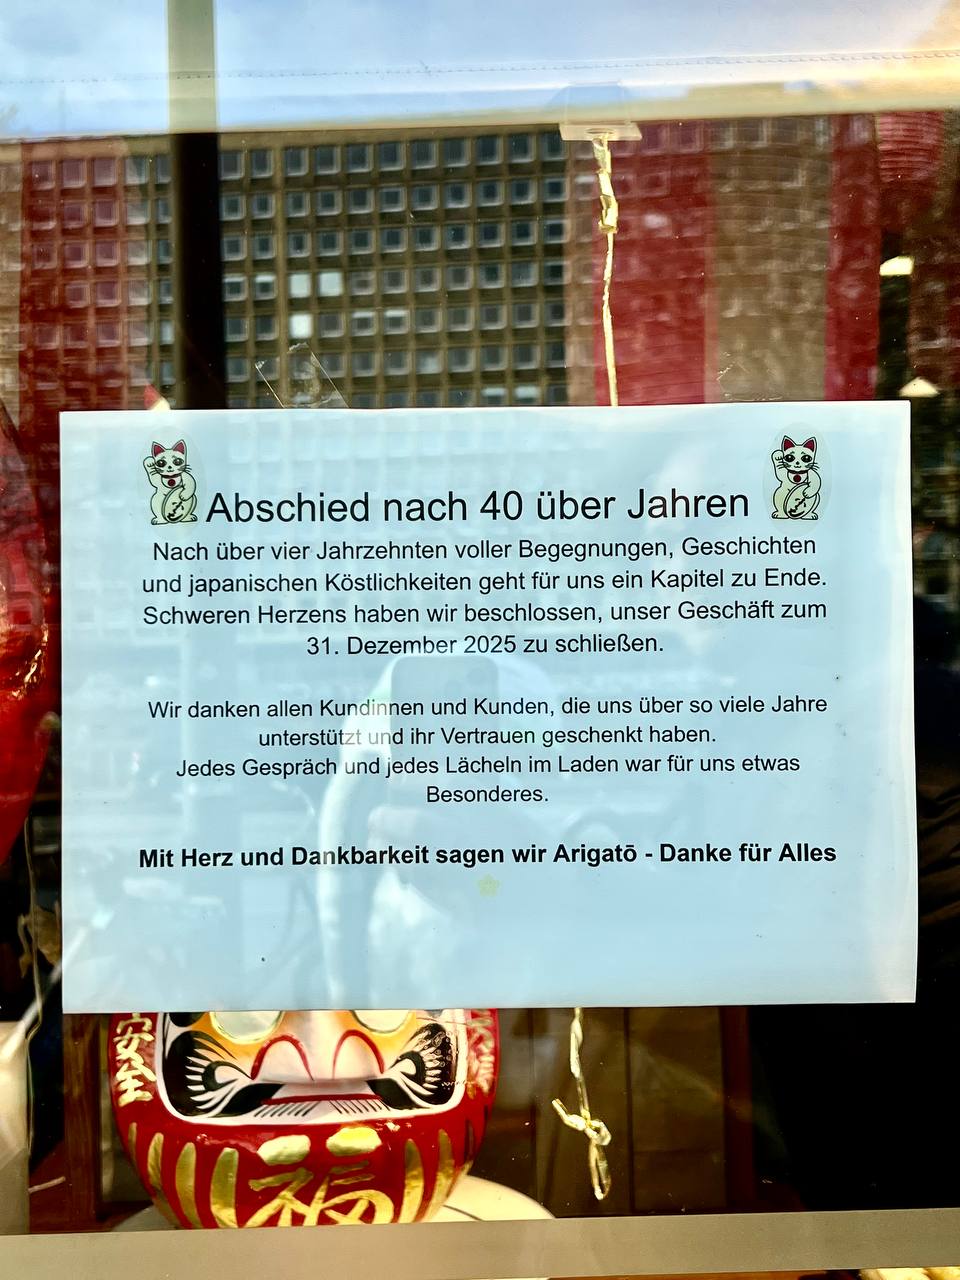 Abschied nach 40 über Jahren
Nach über vier Jahrzehnten voller Begegnungen, Geschichten
und japanischen Köstlichkeiten geht für uns ein Kapitel zu Ende.
Schweren Herzens haben wir beschlossen, unser Geschäft zum
31. Dezember 2025 zu schließen.
Wir danken allen Kundinnen und Kunden, die uns über so viele Jahre
unterstützt und ihr Vertrauen geschenkt haben.
Jedes Gespräch und jedes Lächeln im Laden war für uns etwas
Besonderes.
Mit Herz und Dankbarkeit sagen wir Arigatō - Danke für Alles
福